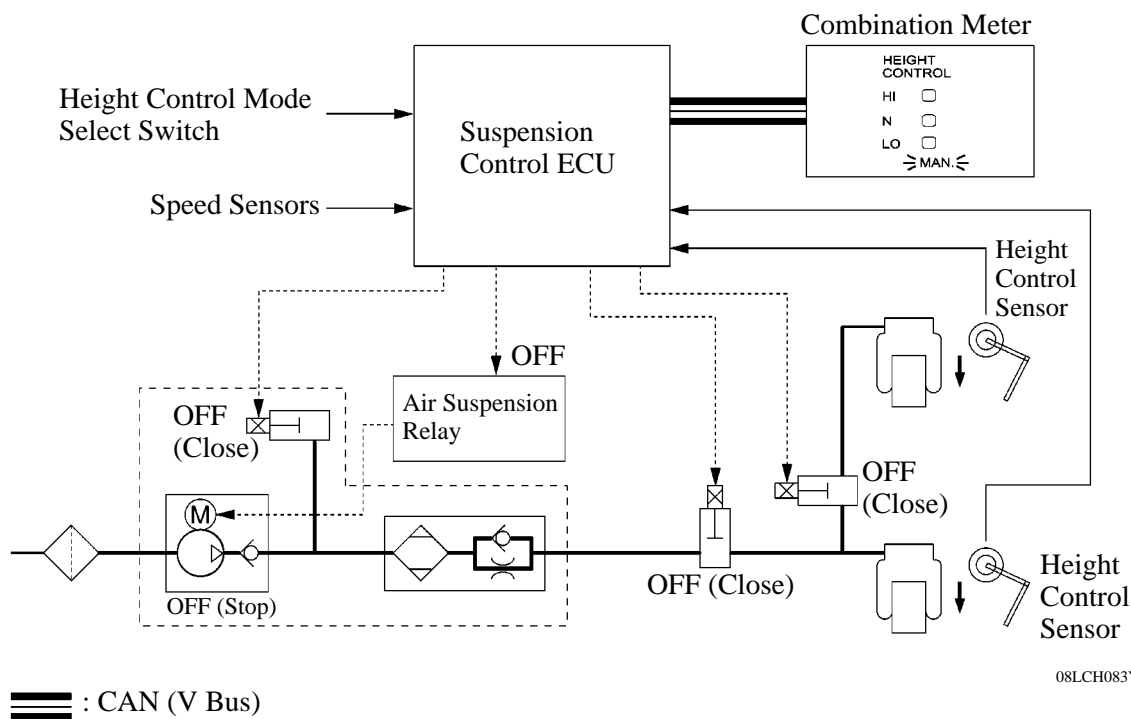 Combination Meter
HEIGHT
CONTROL
HI
N
LO
MAN.
Height Control Mode
Select Switch
Suspension
Control ECU
Speed Sensors
Height
Control
Sensor
OFF
OFF
(Close)
Air Suspension
Relay
OFF
(Close)
M
OFF (Stop)
OFF (Close)
Height
Control
Sensor
08LCH083Y
: CAN (V Bus)